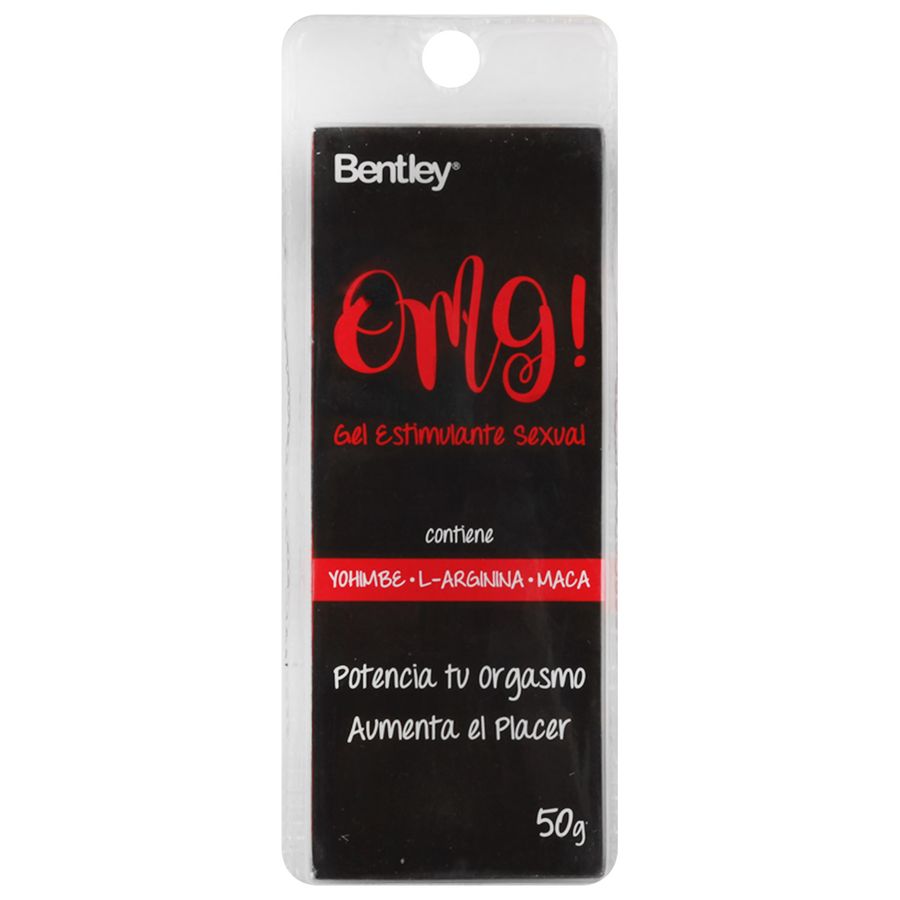 Bentley®
Omg!
Gel Estimulante Sexual
contiene
YOHIMBE • L-ARGININA • MACA
Potencia tu Orgasmo
Aumenta el Placer
50g